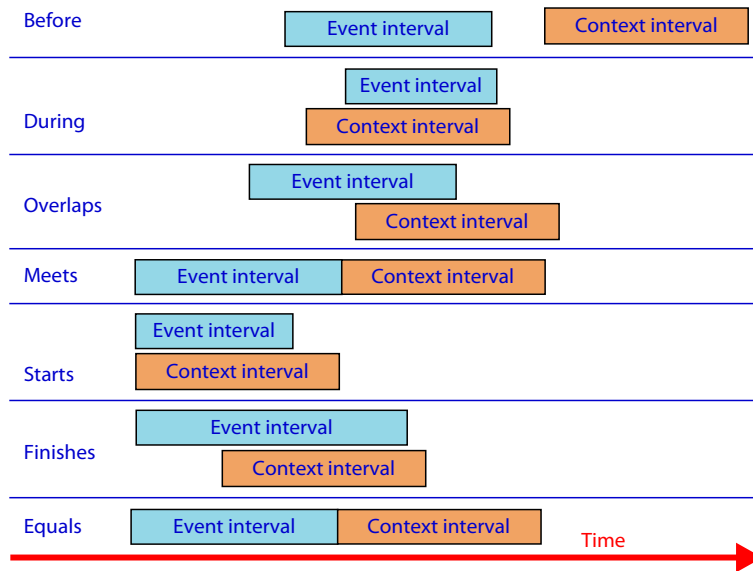 Before
Event interval
Context interval
Event interval
During
Context interval
Event interval
Overlaps
Context interval
Meets
Event interval
Context interval
Event interval
Context interval
Starts
Event interval
Finishes
Context interval
Equals
Event interval
Context interval
Time